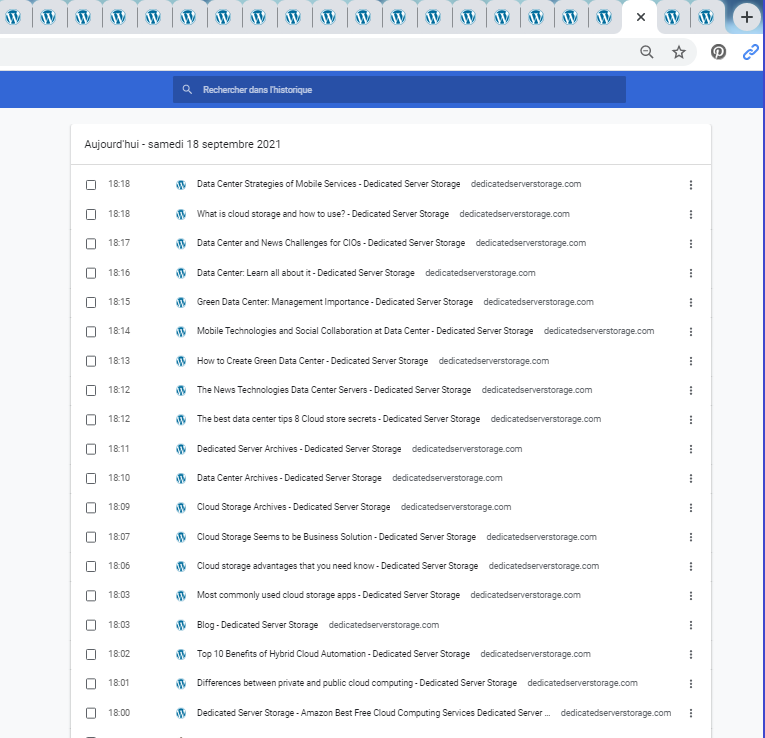 Rechercher dans l'historique
Aujourd'hui - samedi 18 septembre 2021
18:18 Data Center Strategies of Mobile Services - Dedicated Server Storage dedicatedserverstorage.com
18:18 What is cloud storage and how to use? - Dedicated Server Storage dedicatedserverstorage.com
18:17 Data Center and News Challenges for CIOs - Dedicated Server Storage dedicatedserverstorage.com
18:16 Data Center: Learn all about it - Dedicated Server Storage dedicatedserverstorage.com
18:15 Green Data Center: Management Importance - Dedicated Server Storage dedicatedserverstorage.com
18:14 Mobile Technologies and Social Collaboration at Data Center - Dedicated Server Storage dedicatedserverstorage.com
18:13 How to Create Green Data Center - Dedicated Server Storage dedicatedserverstorage.com
18:12 The News Technologies Data Center Servers - Dedicated Server Storage dedicatedserverstorage.com
18:12 The best data center tips 8 Cloud store secrets - Dedicated Server Storage dedicatedserverstorage.com
18:11 Dedicated Server Archives - Dedicated Server Storage dedicatedserverstorage.com
18:10 Data Center Archives - Dedicated Server Storage dedicatedserverstorage.com
18:09 Cloud Storage Archives - Dedicated Server Storage dedicatedserverstorage.com
18:07 Cloud Storage Seems to be Business Solution - Dedicated Server Storage dedicatedserverstorage.com
18:06 Cloud storage advantages that you need know - Dedicated Server Storage dedicatedserverstorage.com
18:03 Most commonly used cloud storage apps - Dedicated Server Storage dedicatedserverstorage.com
18:03 Blog - Dedicated Server Storage dedicatedserverstorage.com
18:02 Top 10 Benefits of Hybrid Cloud Automation - Dedicated Server Storage dedicatedserverstorage.com
18:01 Differences between private and public cloud computing - Dedicated Server Storage dedicatedserverstorage.com
18:00 Dedicated Server Storage - Amazon Best Free Cloud Computing Services Dedicated Server ... dedicatedserverstorage.com